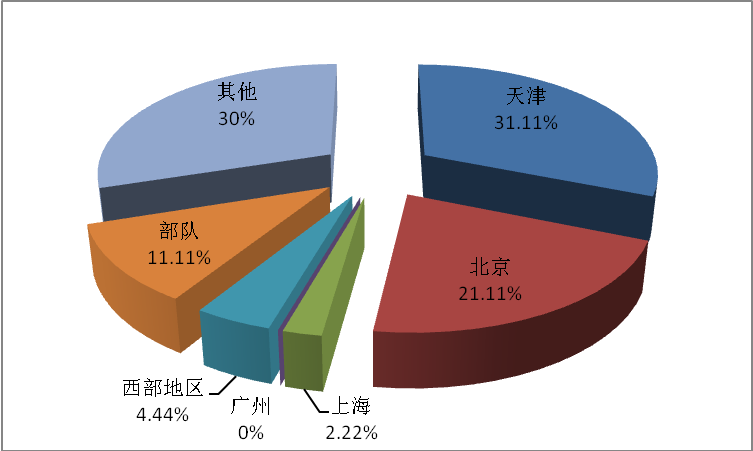 其他
30%
天津
31.11%
部队
11.11%
北京
21.11%
西部地区
4.44%
广州
0%
上海
2.22%